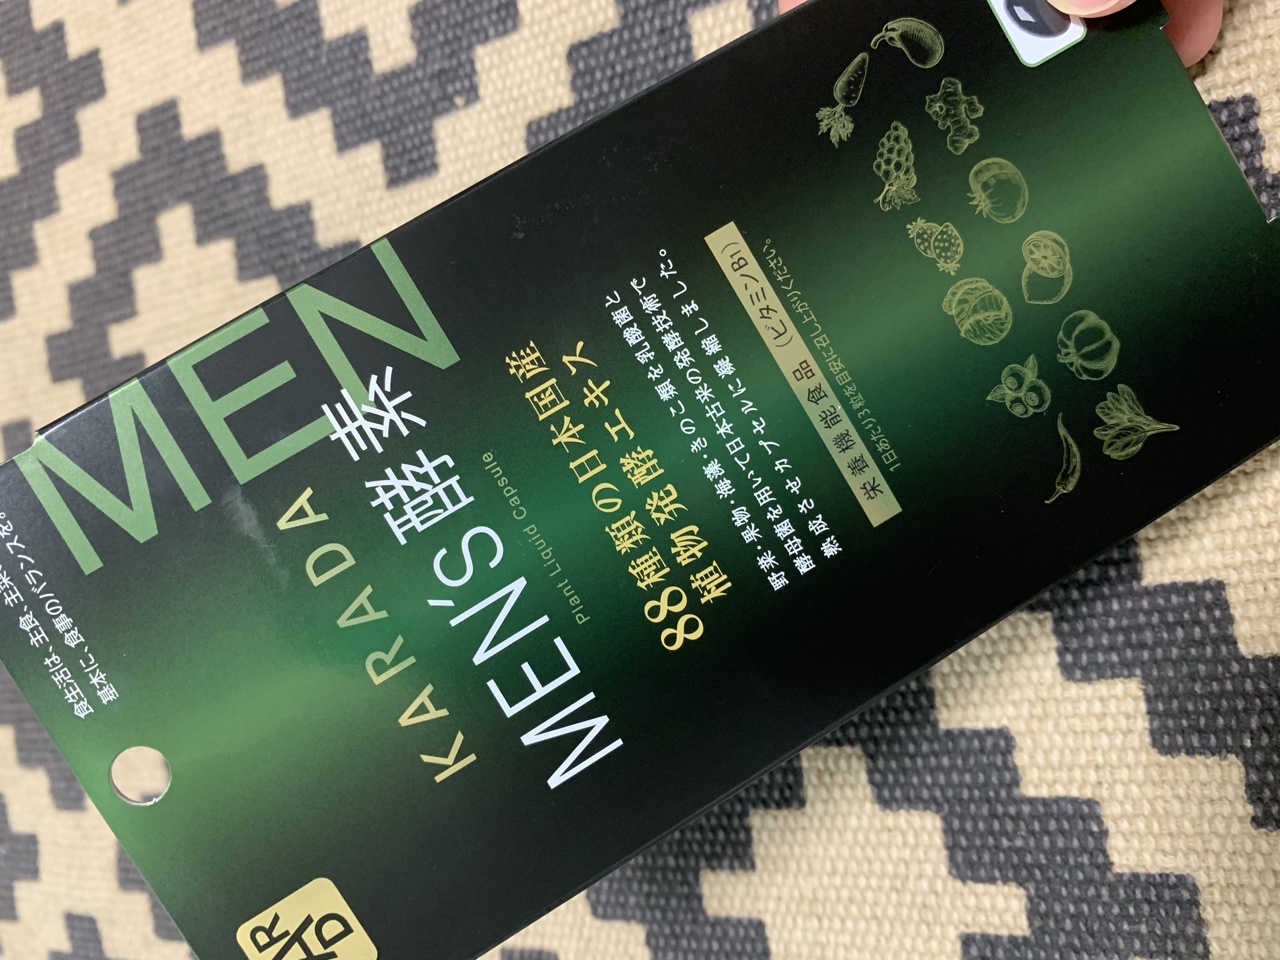 MEN
食生活は、主食、主菜、
基本に、食事のバランスを。
KARADA
MEN'S酵素
Plant Liquid Capsule
88種類の日本国産
植物発酵エキス
野菜・果物・海藻・きのこ類を乳酸菌と
酵母菌を用いて日本古来の発酵技術で
熟成させカプセルに凝縮しました。
栄養機能食品（ビタミンB1）
1日あたり3粒を目安にお召し上がりください。